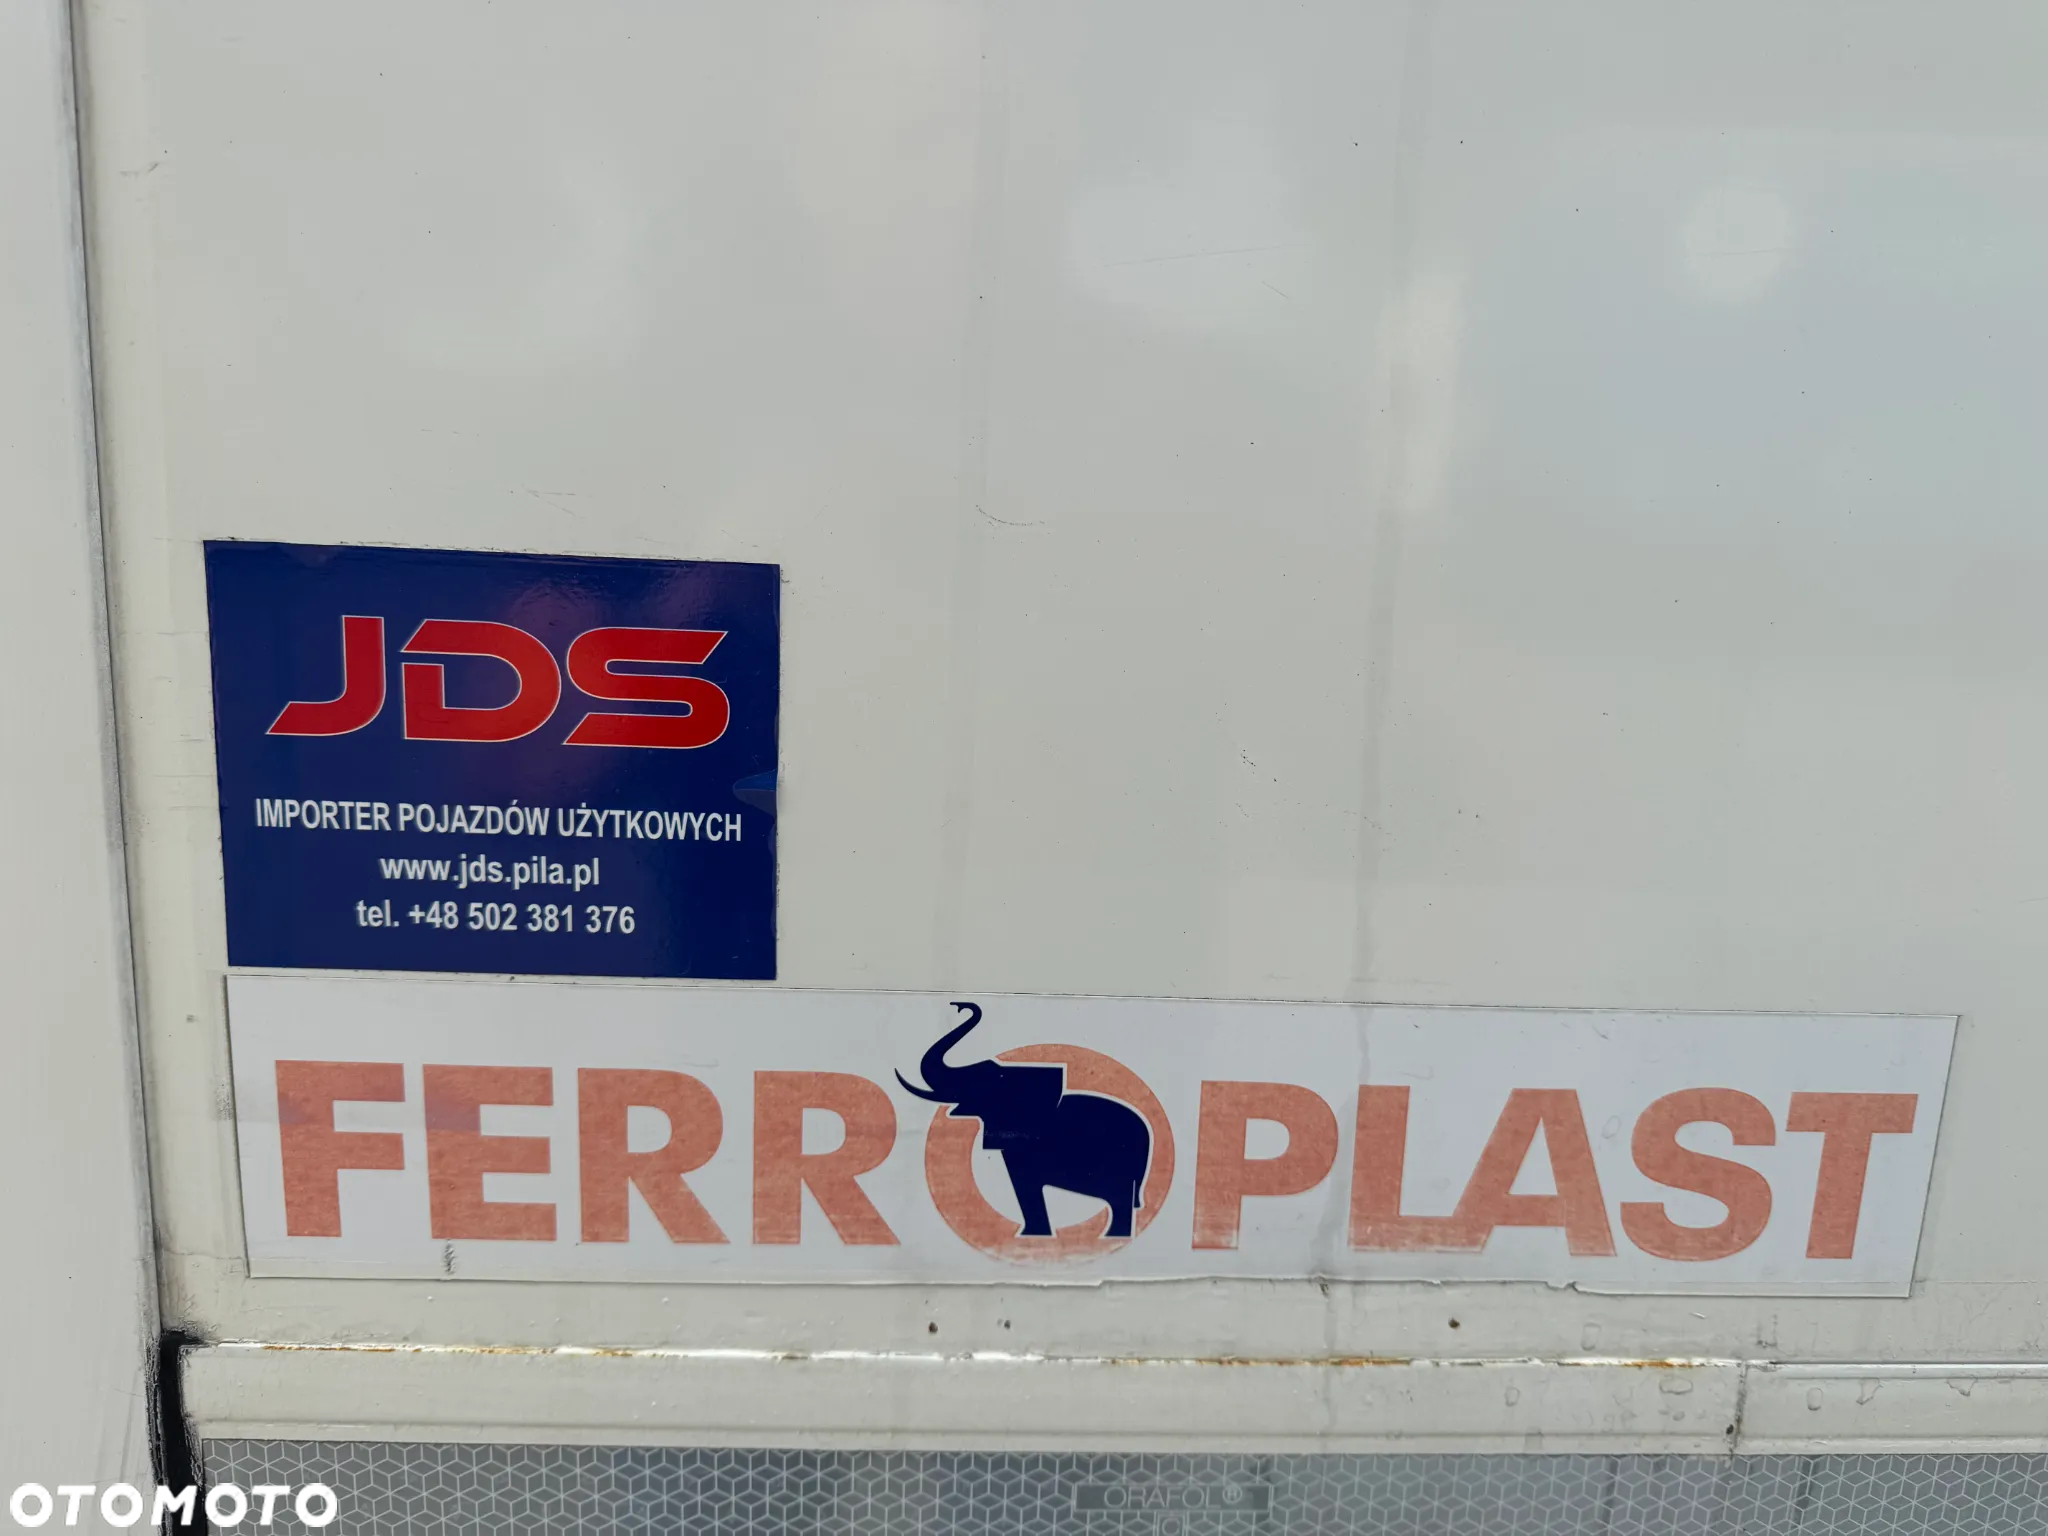 JDS
IMPORTER POJAZDÓW UŻYTKOWYCH
www.jds.pila.pl
tel. +48 502 381 376
FERROPLAST
ORAFOL®
OTOMOTO